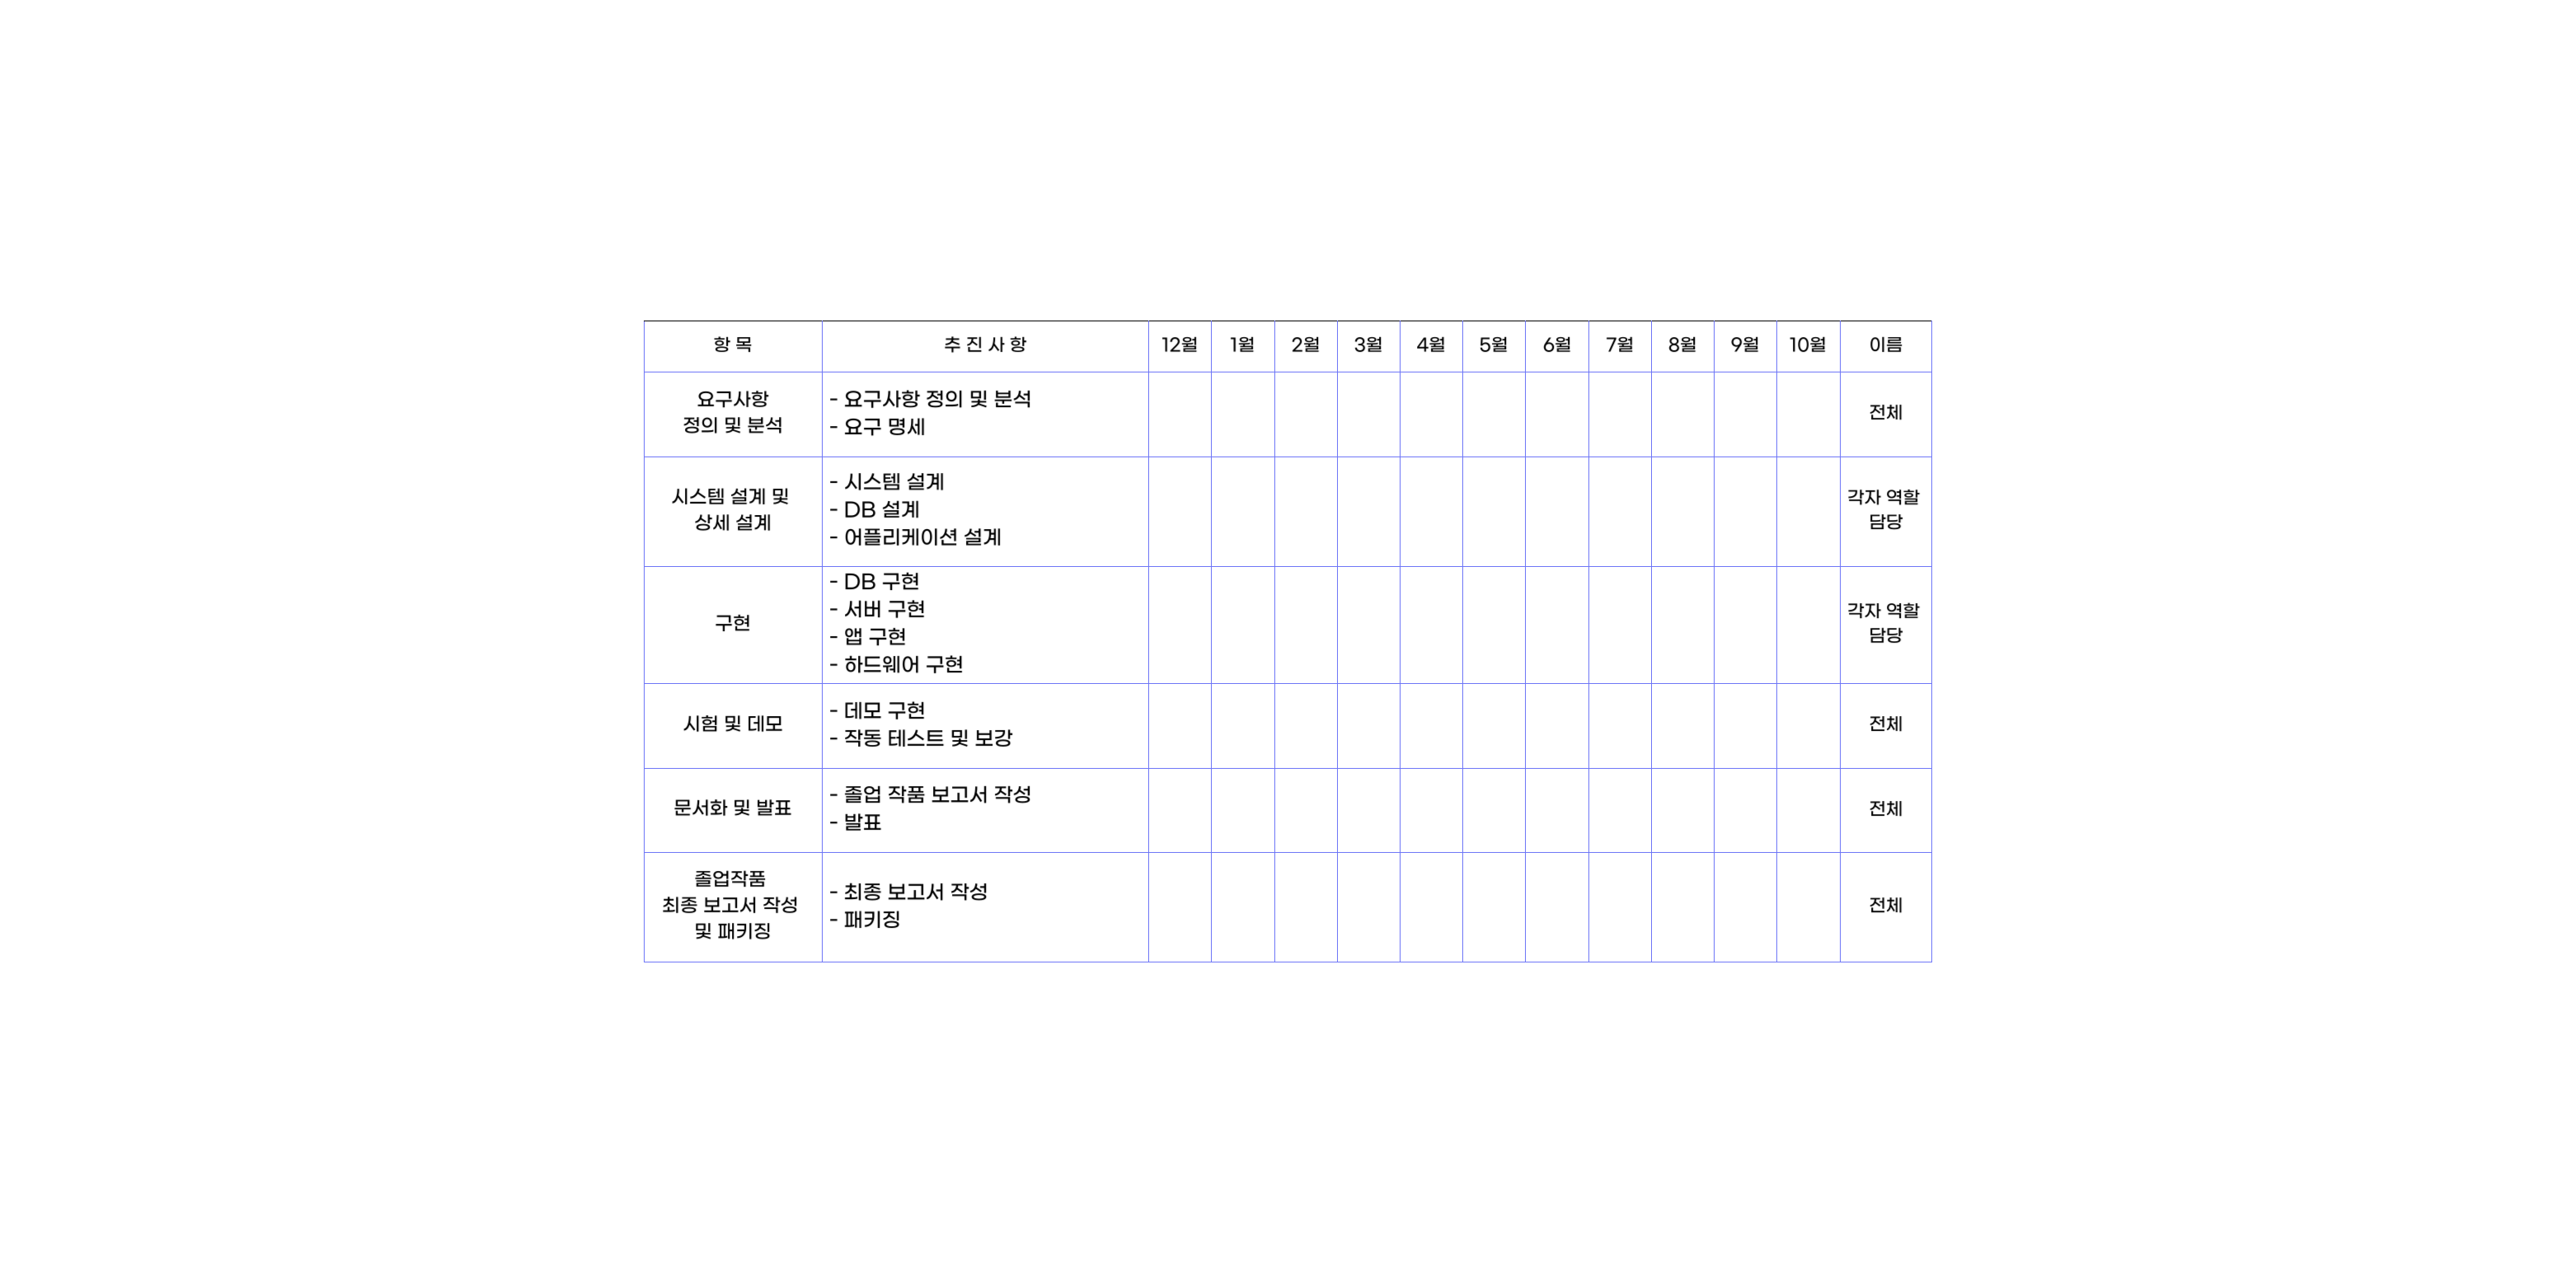 항 목 추 진 사 항 12월 1월 2월 3월 4월 5월 6월 7월 8월 9월 10월 이름
요구사항
정의 및 분석
- 요구사항 정의 및 분석
- 요구 명세
전체
시스템 설계 및
상세 설계
- 시스템 설계
- DB 설계
- 어플리케이션 설계
각자 역할
담당
구현
- DB 구현
- 서버 구현
- 앱 구현
- 하드웨어 구현
각자 역할
담당
시험 및 데모
- 데모 구현
- 작동 테스트 및 보강
전체
문서화 및 발표
- 졸업 작품 보고서 작성
- 발표
전체
졸업작품
최종 보고서 작성
및 패키징
- 최종 보고서 작성
- 패키징
전체